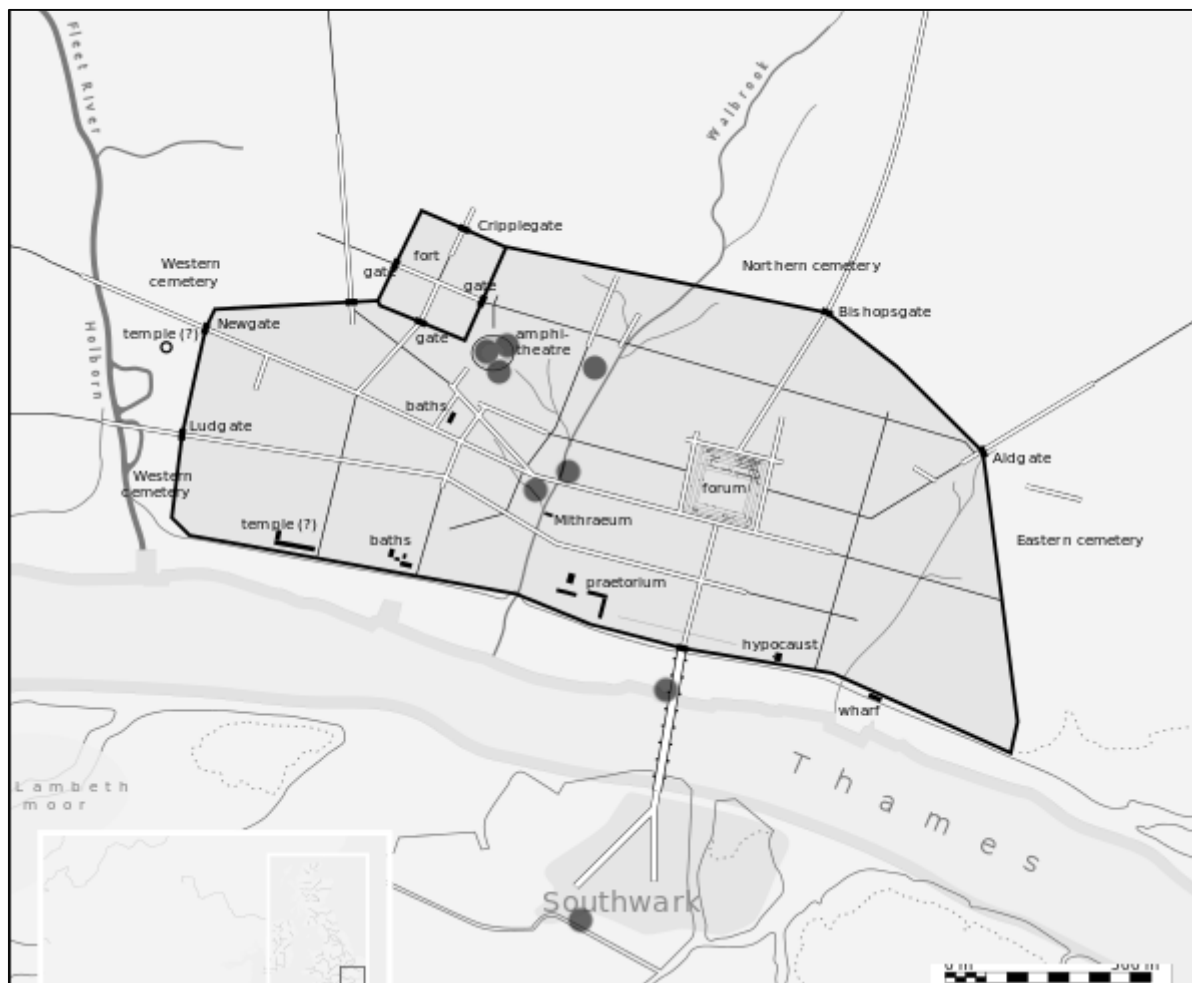 Fleet River
Walbrook
Cripplegate
fort
Western
cemetery
gate
gate
Northern cemetery
Bishopsgate
Newgate
temple (?)
gate
amphi-
theatre
Holborn
baths
Ludgate
Aldgate
Western
cemetery
forum
Mithraeum
temple (?)
baths
Eastern cemetery
praetorium
hypocaust
wharf
Thames
Lambeth
moor
Southwark
0 m
500 m